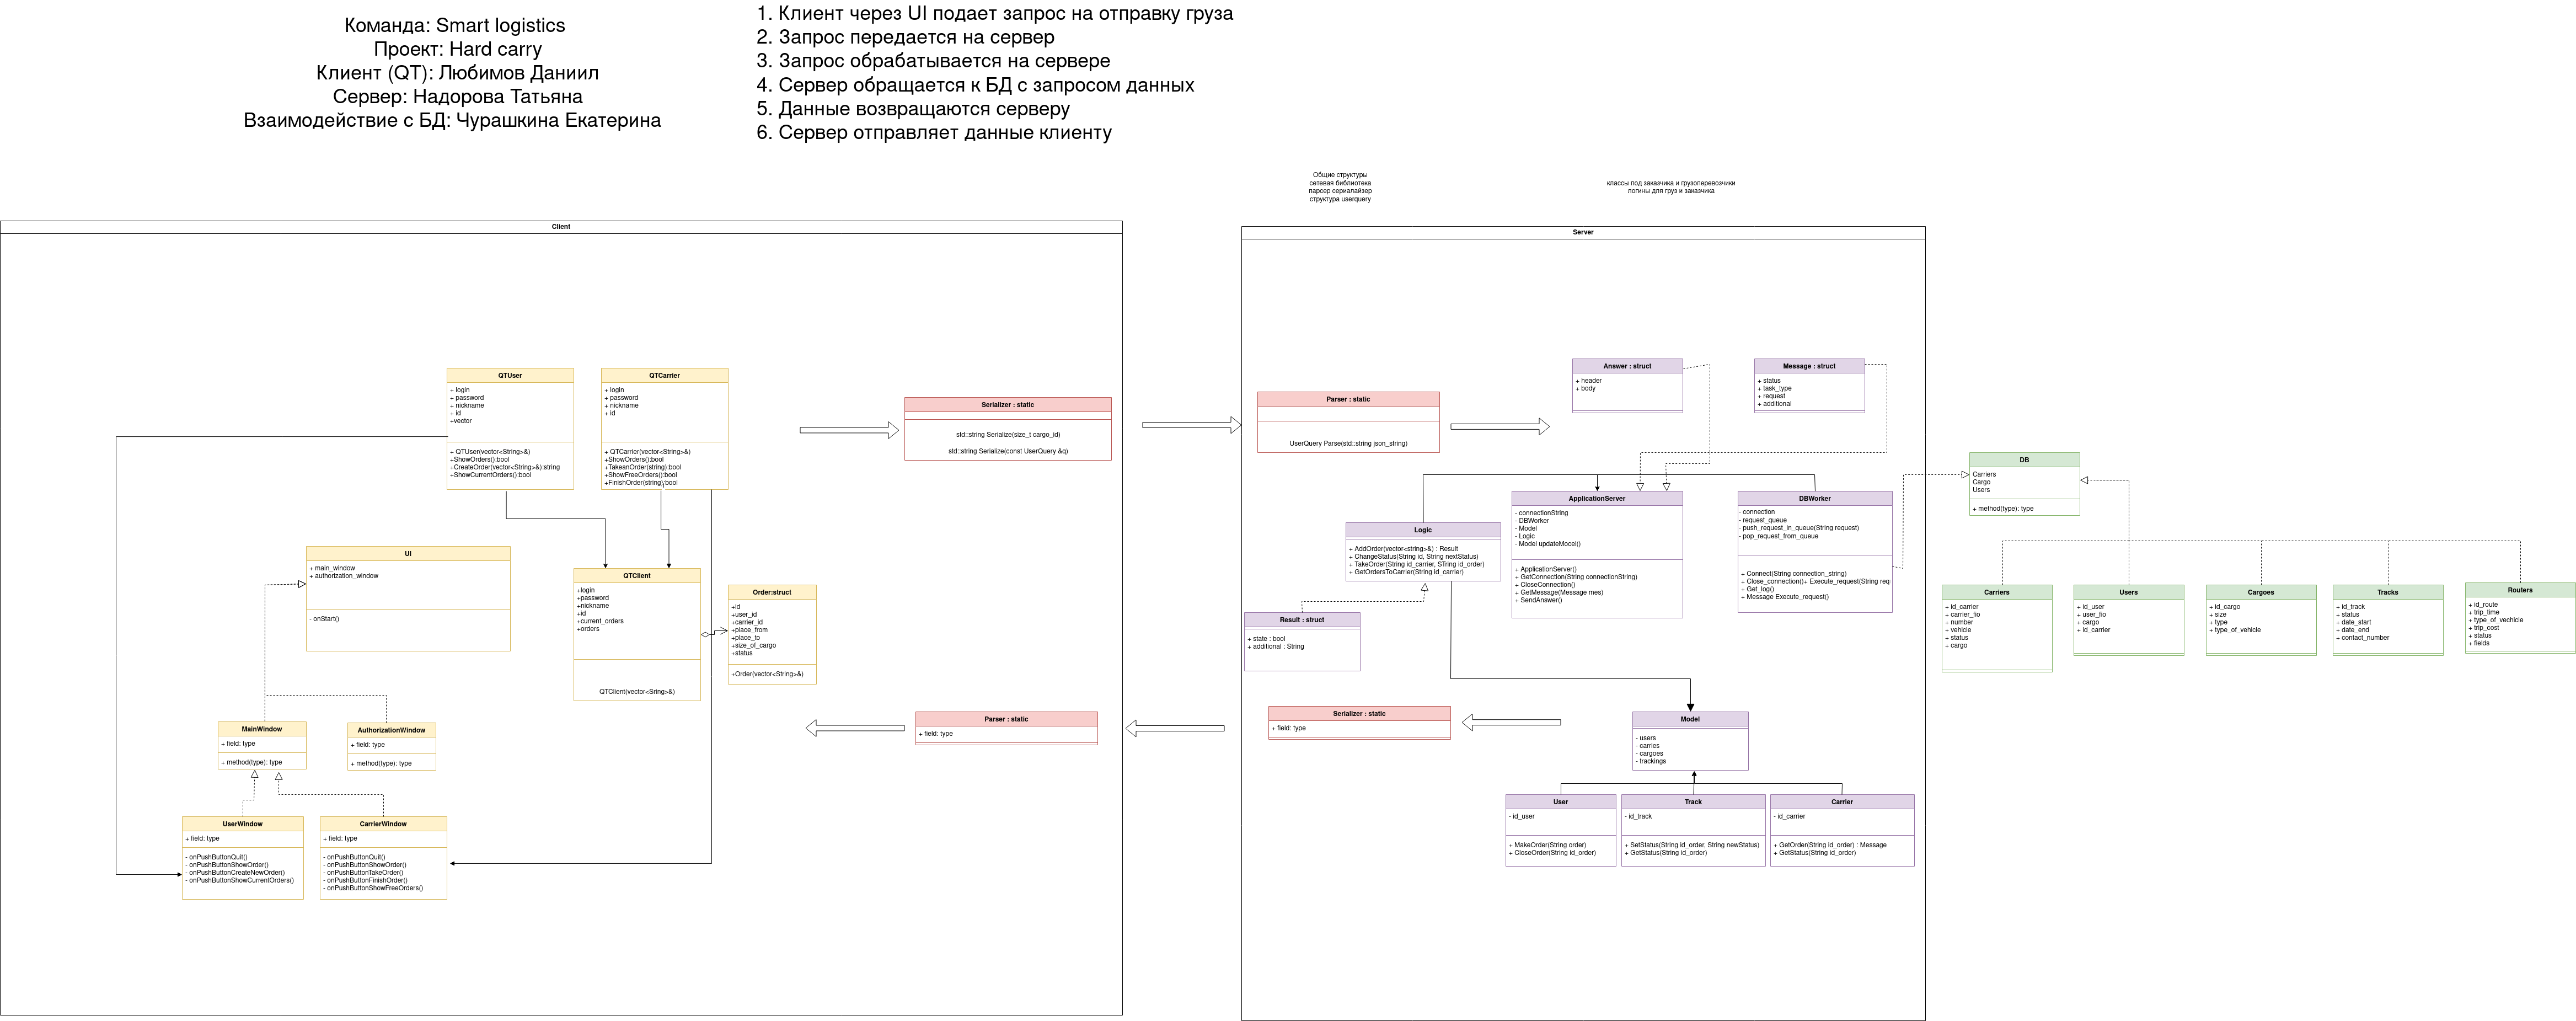 Команда: Smart logistics
Проект: Hard carry
Клиент (QT): Любимов Даниил
Сервер: Надорова Татьяна
Взаимодействие с БД: Чурашкина Екатерина
1. Клиент через UI подает запрос на отправку груза
2. Запрос передается на сервер
3. Запрос обрабатывается на сервере
4. Сервер обращается к БД с запросом данных
5. Данные возвращаются серверу
6. Сервер отправляет данные клиенту
Общие структуры
сетевая библиотека
парсер сериалайзер
структура userquery
классы под заказчика и грузоперевозчики
логины для груз и заказчика
Client
QTUser
+ login
+ password
+ nickname
+ id
+vector
+ QTUser(vector<String>&)
+ShowOrders():bool
+CreateOrder(vector<String>&):string
+ShowCurrentOrders():bool
QTCarrier
+ login
+ password
+ nickname
+ id
+ QTCarrier(vector<String>&)
+ShowOrders():bool
+TakeanOrder(string):bool
+ShowFreeOrders():bool
+FinishOrder(string):bool
Serializer : static
std::string Serialize(size_t cargo_id)
std::string Serialize(const UserQuery &q)
UI
+ main_window
+ authorization_window
- onStart()
QTClient
+login
+password
+nickname
+id
+current_orders
+orders
QTClient(vector<Sring>&)
Order:struct
+id
+user_id
+carrier_id
+place_from
+place_to
+size_of_cargo
+status
+Order(vector<String>&)
MainWindow
+ field: type
+ method(type): type
AuthorizationWindow
+ field: type
+ method(type): type
Parser : static
+ field: type
UserWindow
+ field: type
- onPushButtonQuit()
- onPushButtonShowOrder()
- onPushButtonCreateNewOrder()
- onPushButtonShowCurrentOrders()
CarrierWindow
+ field: type
- onPushButtonQuit()
- onPushButtonShowOrder()
- onPushButtonTakeOrder()
- onPushButtonFinishOrder()
- onPushButtonShowFreeOrders()
Server
Parser : static
UserQuery Parse(std::string json_string)
Answer : struct
+ header
+ body
Message : struct
+ status
+ task_type
+ request
+ additional
Logic
+ AddOrder(vector<string>&) : Result
+ ChangeStatus(String id, String nextStatus)
+ TakeOrder(String id_carrier, STring id_order)
+ GetOrdersToCarrier(String id_carrier)
ApplicationServer
- connectionString
- DBWorker
- Model
- Logic
- Model updateMocel()
+ ApplicationServer()
+ GetConnection(String connectionString)
+ CloseConnection()
+ GetMessage(Message mes)
+ SendAnswer()
DBWorker
- connection
- request_queue
- push_request_in_queue(String request)
- pop_request_from_queue
+ Connect(String connection_string)
+ Close_connection()+ Execute_request(String req
+ Get_log()
+ Message Execute_request()
Result : struct
+ state : bool
+ additional : String
Serializer : static
+ field: type
Model
- users
- carries
- cargoes
- trackings
User
- id_user
+ MakeOrder(String order)
+ CloseOrder(String id_order)
Track
- id_track
+ SetStatus(String id_order, String newStatus)
+ GetStatus(String id_order)
Carrier
- id_carrier
+ GetOrder(String id_order) : Message
+ GetStatus(String id_order)
DB
Carriers
Cargo
Users
+ method(type): type
Carriers
+ id_carrier
+ carrier_fio
+ number
+ vehicle
+ status
+ cargo
Users
+ id_user
+ user_fio
+ cargo
+ id_carrier
Cargoes
+ id_cargo
+ size
+ type
+ type_of_vehicle
Tracks
+ id_track
+ status
+ date_start
+ date_end
+ contact_number
Routers
+ id_route
+ trip_time
+ type_of_vechicle
+ trip_cost
+ status
+ fields